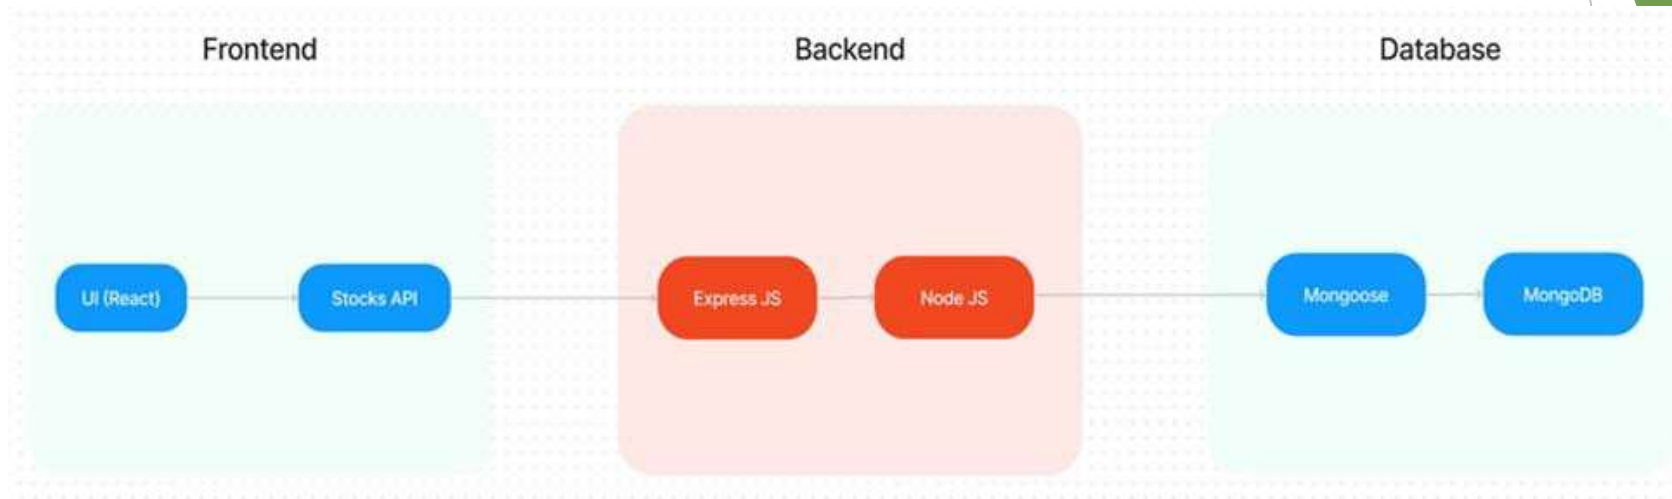 Frontend
Backend
Database
UI (React)
Stocks API
Express JS
Node JS
Mongoose
MongoDB